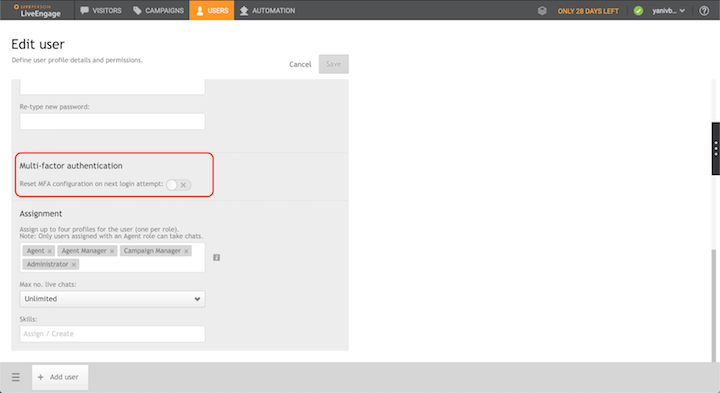 LIVEPERSON
LiveEngage
VISITORS
CAMPAIGNS
USERS
AUTOMATION
ONLY 28 DAYS LEFT
yanivb...
Edit user
Define user profile details and permissions.
Cancel
Save
Re-type new password:
Multi-factor authentication
Reset MFA configuration on next login attempt:
Assignment
Assign up to four profiles for the user (one per role).
Note: Only users assigned with an Agent role can take chats.
Agent × Agent Manager × Campaign Manager ×
Administrator ×
Max no. live chats:
Unlimited
Skills:
Assign / Create
+ Add user